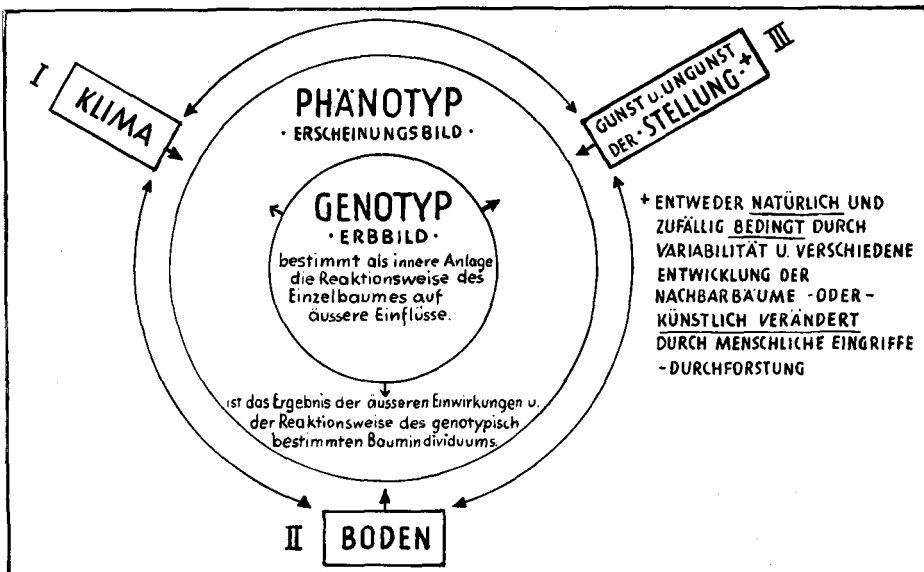 I
KLIMA
III
GUNST U. UNGUNST
DER · STELLUNG · +
PHÄNOTYP
· ERSCHEINUNGSBILD ·
GENOTYP
· ERBBILD ·
bestimmt als innere Anlage
die Reaktionsweise des
Einzelbaumes auf
äussere Einflüsse.
ist das Ergebnis der äusseren Einwirkungen u.
der Reaktionsweise des genotypisch
bestimmten Baumindividuums.
II
BODEN
+ ENTWEDER NATÜRLICH UND
ZUFÄLLIG BEDINGT DURCH
VARIABILITÄT U. VERSCHIEDENE
ENTWICKLUNG DER
NACHBARBÄUME - ODER -
KÜNSTLICH VERÄNDERT
DURCH MENSCHLICHE EINGRIFFE
- DURCHFORSTUNG